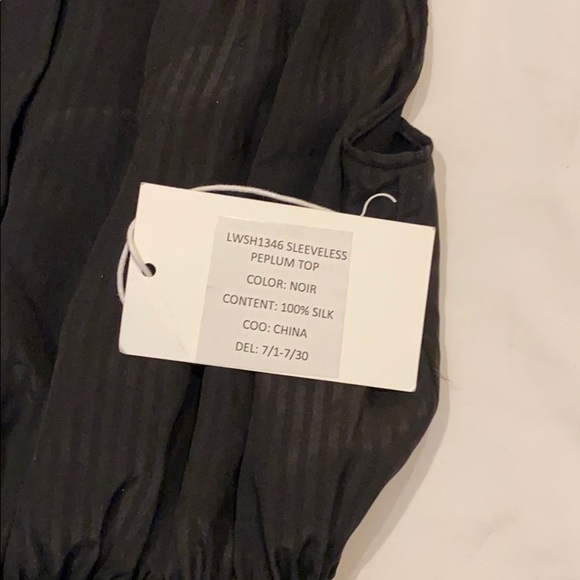 LWSH1346 SLEEVELESS
PEPLUM TOP
COLOR: NOIR
CONTENT: 100% SILK
COO: CHINA
DEL: 7/1-7/30